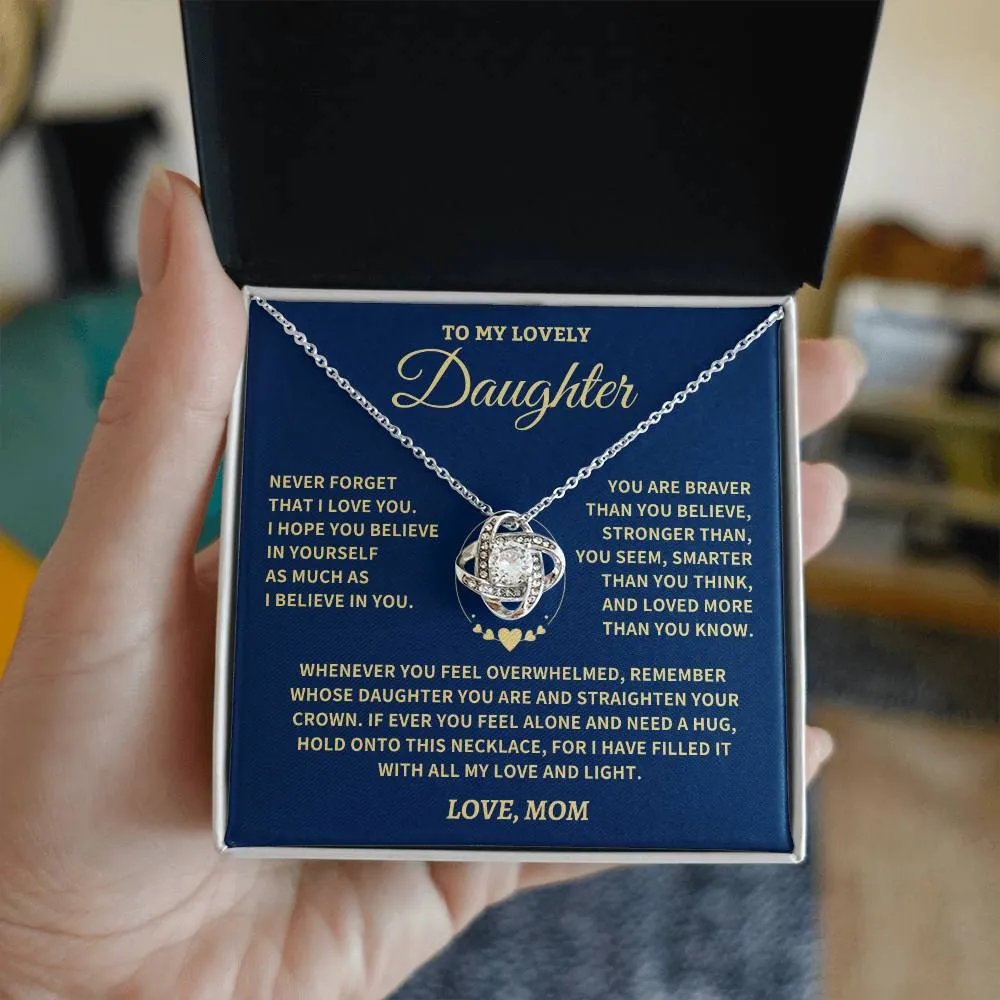 TO MY LOVELY
Daughter
NEVER FORGET
THAT I LOVE YOU.
I HOPE YOU BELIEVE
IN YOURSELF
AS MUCH AS
I BELIEVE IN YOU.
YOU ARE BRAVER
THAN YOU BELIEVE,
STRONGER THAN,
YOU SEEM, SMARTER
THAN YOU THINK,
AND LOVED MORE
THAN YOU KNOW.
WHENEVER YOU FEEL OVERWHELMED, REMEMBER
WHOSE DAUGHTER YOU ARE AND STRAIGHTEN YOUR
CROWN. IF EVER YOU FEEL ALONE AND NEED A HUG,
HOLD ONTO THIS NECKLACE, FOR I HAVE FILLED IT
WITH ALL MY LOVE AND LIGHT.
LOVE, MOM